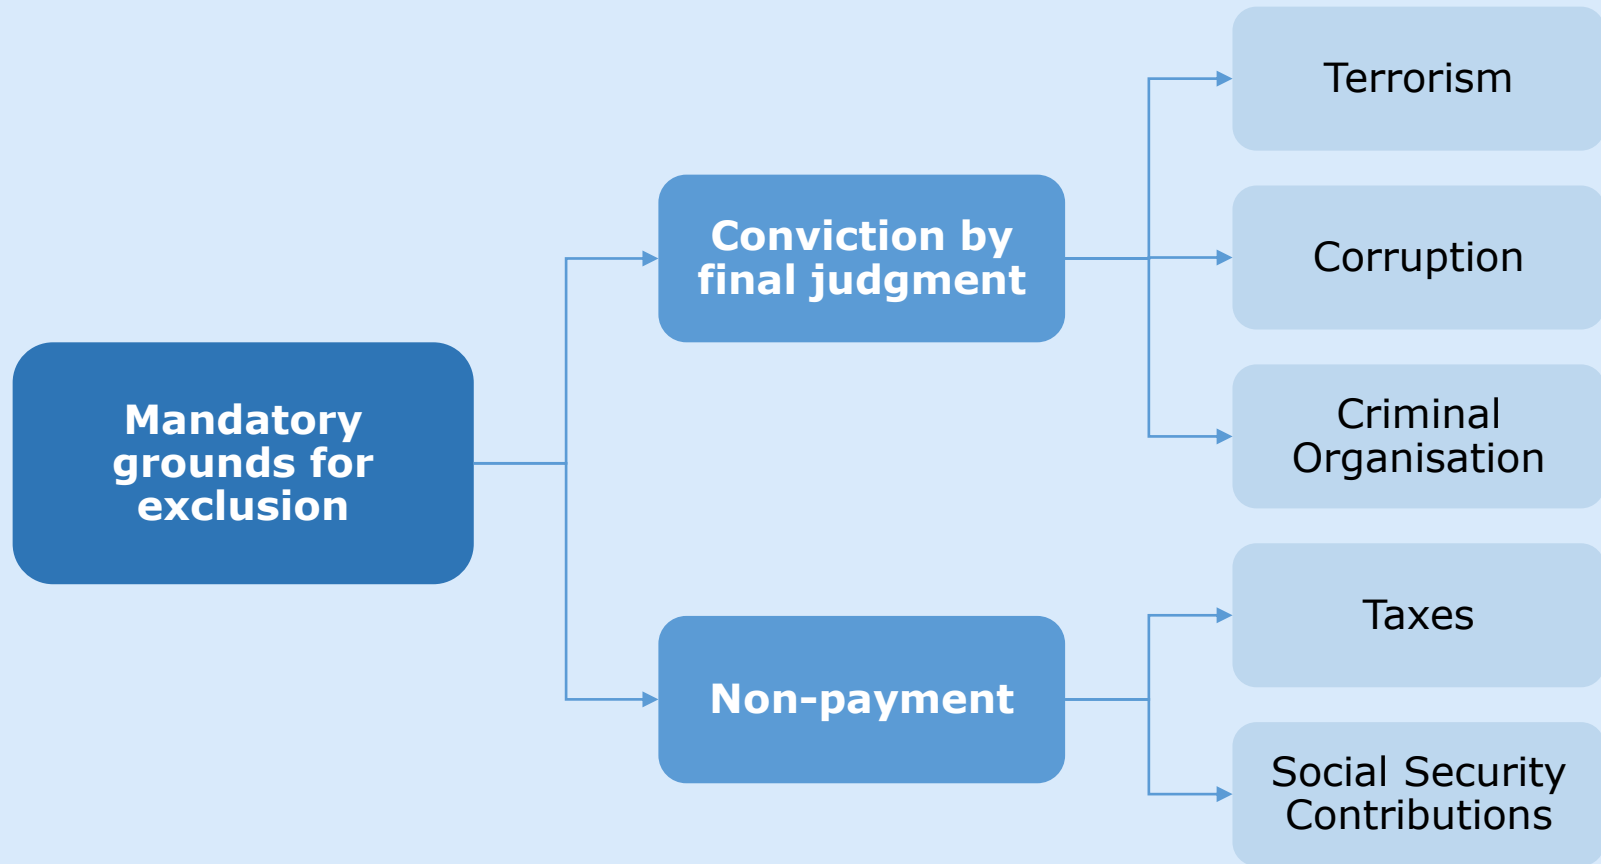 Mandatory
grounds for
exclusion
Conviction by
final judgment
Non-payment
Terrorism
Corruption
Criminal
Organisation
Taxes
Social Security
Contributions